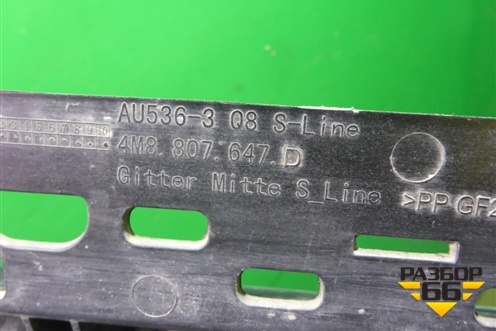 AU536-3 Q8 S-Line
4M8. 807. 647. D
Gitter Mitte S_Line
>PP-GF2
РАЗБОР
66